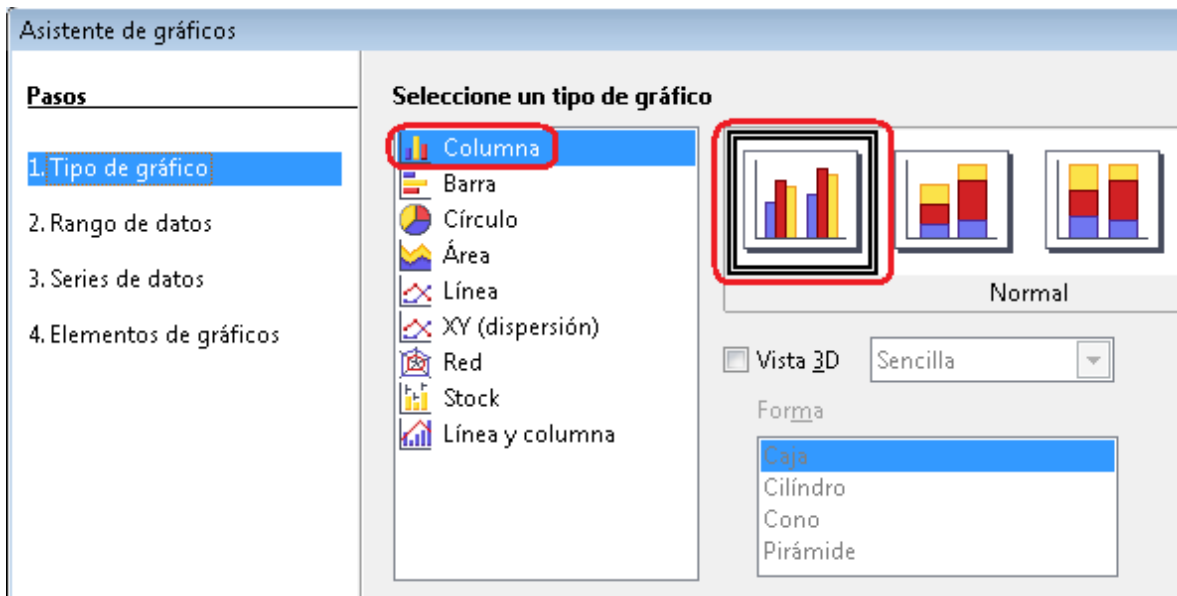 Asistente de gráficos
Pasos
1. Tipo de gráfico
2. Rango de datos
3. Series de datos
4. Elementos de gráficos
Seleccione un tipo de gráfico
Columna
Barra
Círculo
Área
Línea
XY (dispersión)
Red
Stock
Línea y columna
Normal
Vista 3D
Sencilla
Forma
Caja
Cilíndro
Cono
Pirámide